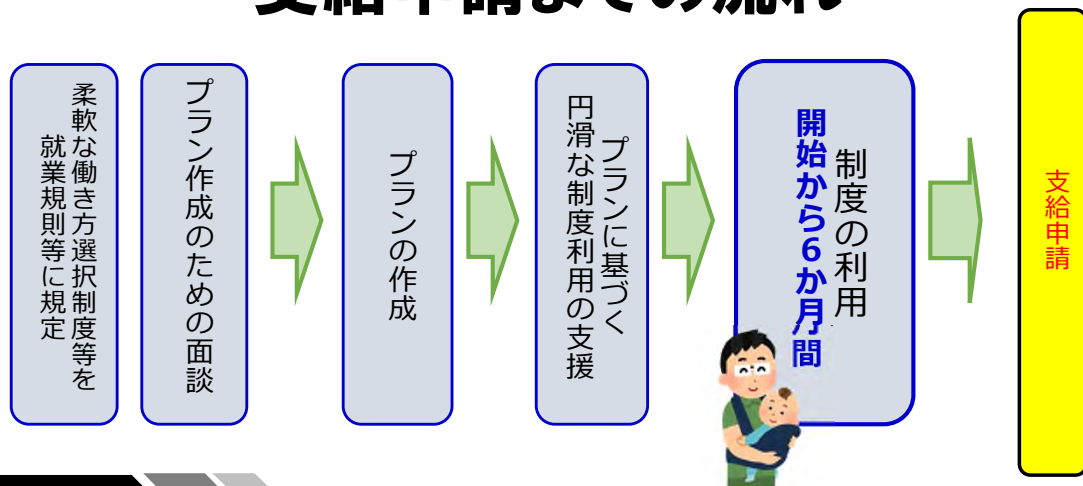 支給申請までの流れ
柔軟な働き方選択制度等を
就業規則等に規定
プラン作成のための面談
プランの作成
プランに基づく
円滑な制度利用の支援
制度の利用
開始から6か月間
支給申請